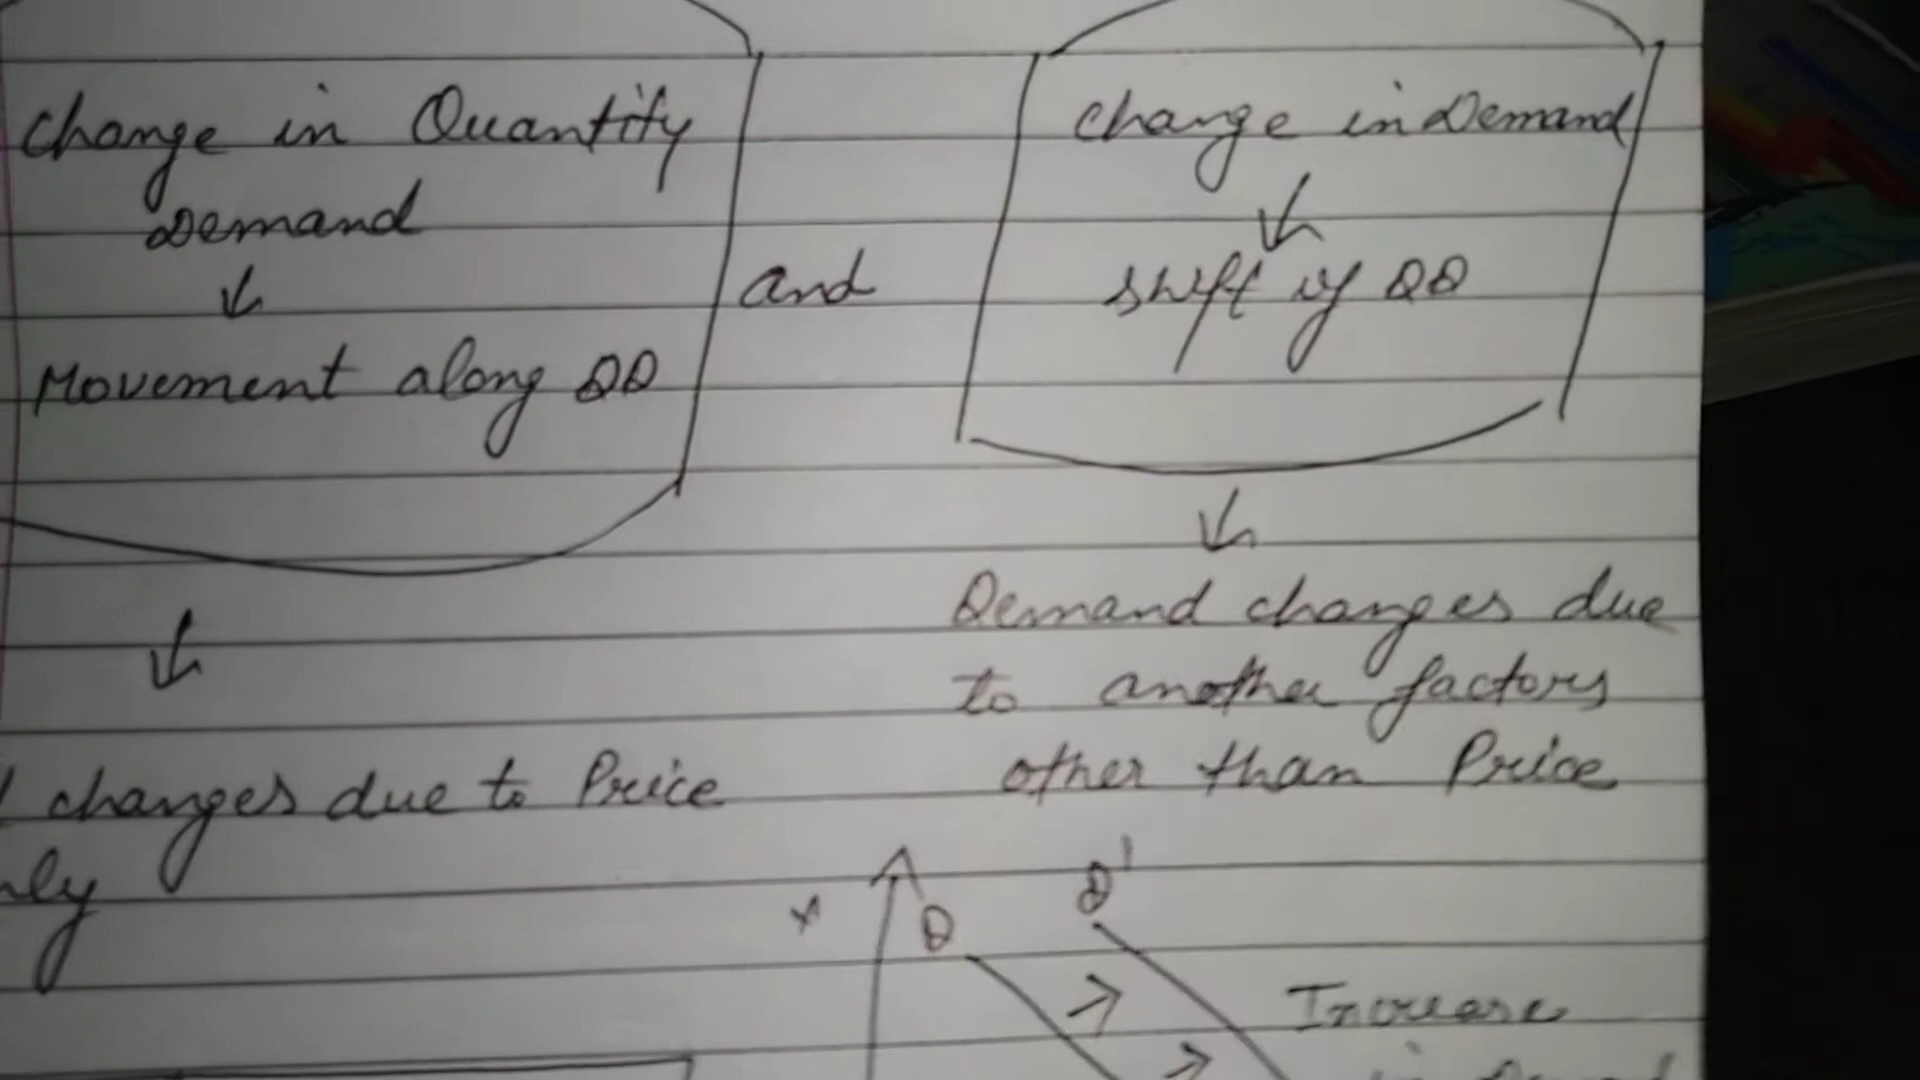 Change in Quantity
Demand
Movement along DD
and
Change in Demand
shift of DD
changes due to Price
Demand changes due
to another factors
other than Price
D
D'
Increase
in